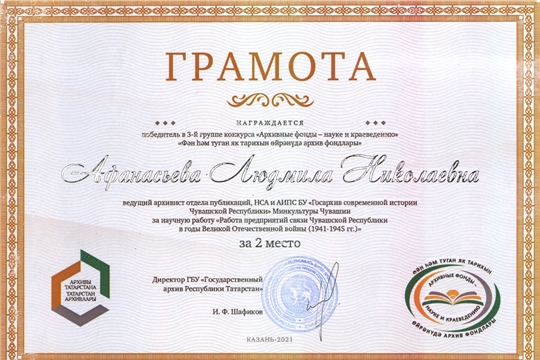 ГРАМОТА
НАГРАЖДАЕТСЯ
победитель в 3-й группе конкурса «Архивные фонды – науке и краеведению»
«Фән һәм туган як тарихын өйрәнүдә архив фондлары»
Афанасьева Людмила Николаевна
ведущий архивист отдела публикаций, НСА и АИПС БУ «Госархив современной истории
Чувашской Республики» Минкультуры Чувашии
за научную работу «Работа предприятий связи Чувашской Республики
в годы Великой Отечественной войны (1941-1945 гг.)»
за 2 место
АРХИВЫ
ТАТАРСТАНА
ТАТАРСТАН
АРХИВЛАРЫ
Директор ГБУ «Государственный
архив Республики Татарстан»
И. Ф. Шафиков
ФӘН ҺӘМ ТУГАН ЯК ТАРИХЫН
АРХИВНЫЕ ФОНДЫ -
НАУКЕ И КРАЕВЕДЕНИЮ
ӨЙРӘНҮДӘ АРХИВ ФОНДЛАРЫ
КАЗАНЬ-2021